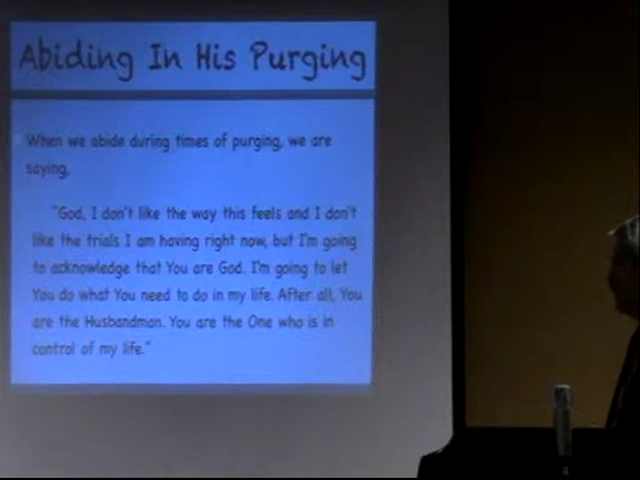 Abiding In His Purging
When we abide during times of purging, we are
saying,
"God, I don't like the way this feels and I don't
like the trials I am having right now, but I'm going
to acknowledge that You are God. I'm going to let
You do what You need to do in my life. After all, You
are the Husbandman. You are the One who is in
control of my life."